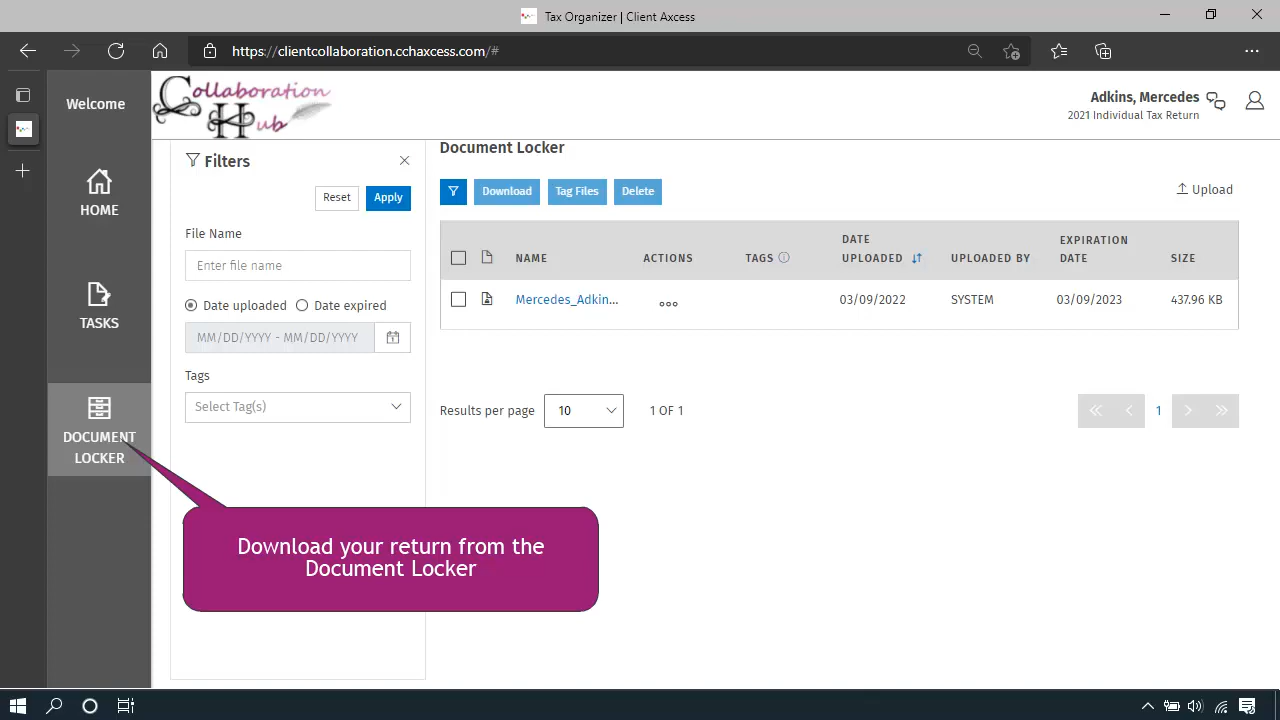 Tax Organizer | Client Axcess
https://clientcollaboration.cchaxcess.com/#
Welcome
HOME
TASKS
DOCUMENT
LOCKER
Collaboration
Hub
Adkins, Mercedes
2021 Individual Tax Return
Filters
Reset
Apply
File Name
Enter file name
Date uploaded
Date expired
MM/DD/YYYY - MM/DD/YYYY
Tags
Select Tag(s)
Document Locker
Download
Tag Files
Delete
Upload
NAME
ACTIONS
TAGS
DATE
UPLOADED
UPLOADED BY
EXPIRATION
DATE
SIZE
Mercedes_Adkin...
03/09/2022
SYSTEM
03/09/2023
437.96 KB
Results per page
10
1 OF 1
1
Download your return from the
Document Locker